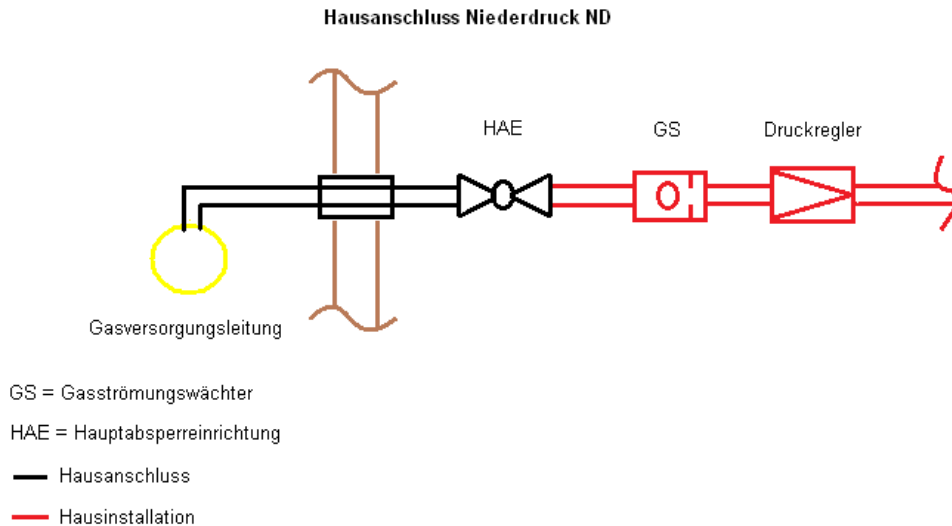 Hausanschluss Niederdruck ND
HAE
GS
Druckregler
Gasversorgungsleitung
GS = Gasströmungswächter
HAE = Hauptabsperreinrichtung
Hausanschluss
Hausinstallation